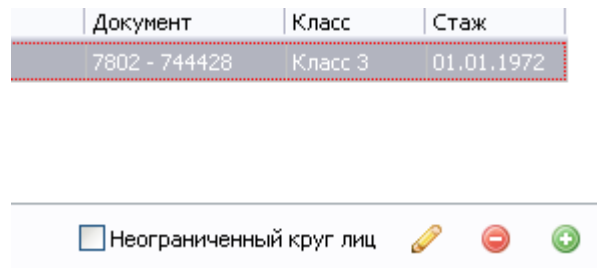 Документ Класс Стаж
7802 - 744428 Класс 3 01.01.1972
Неограниченный круг лиц